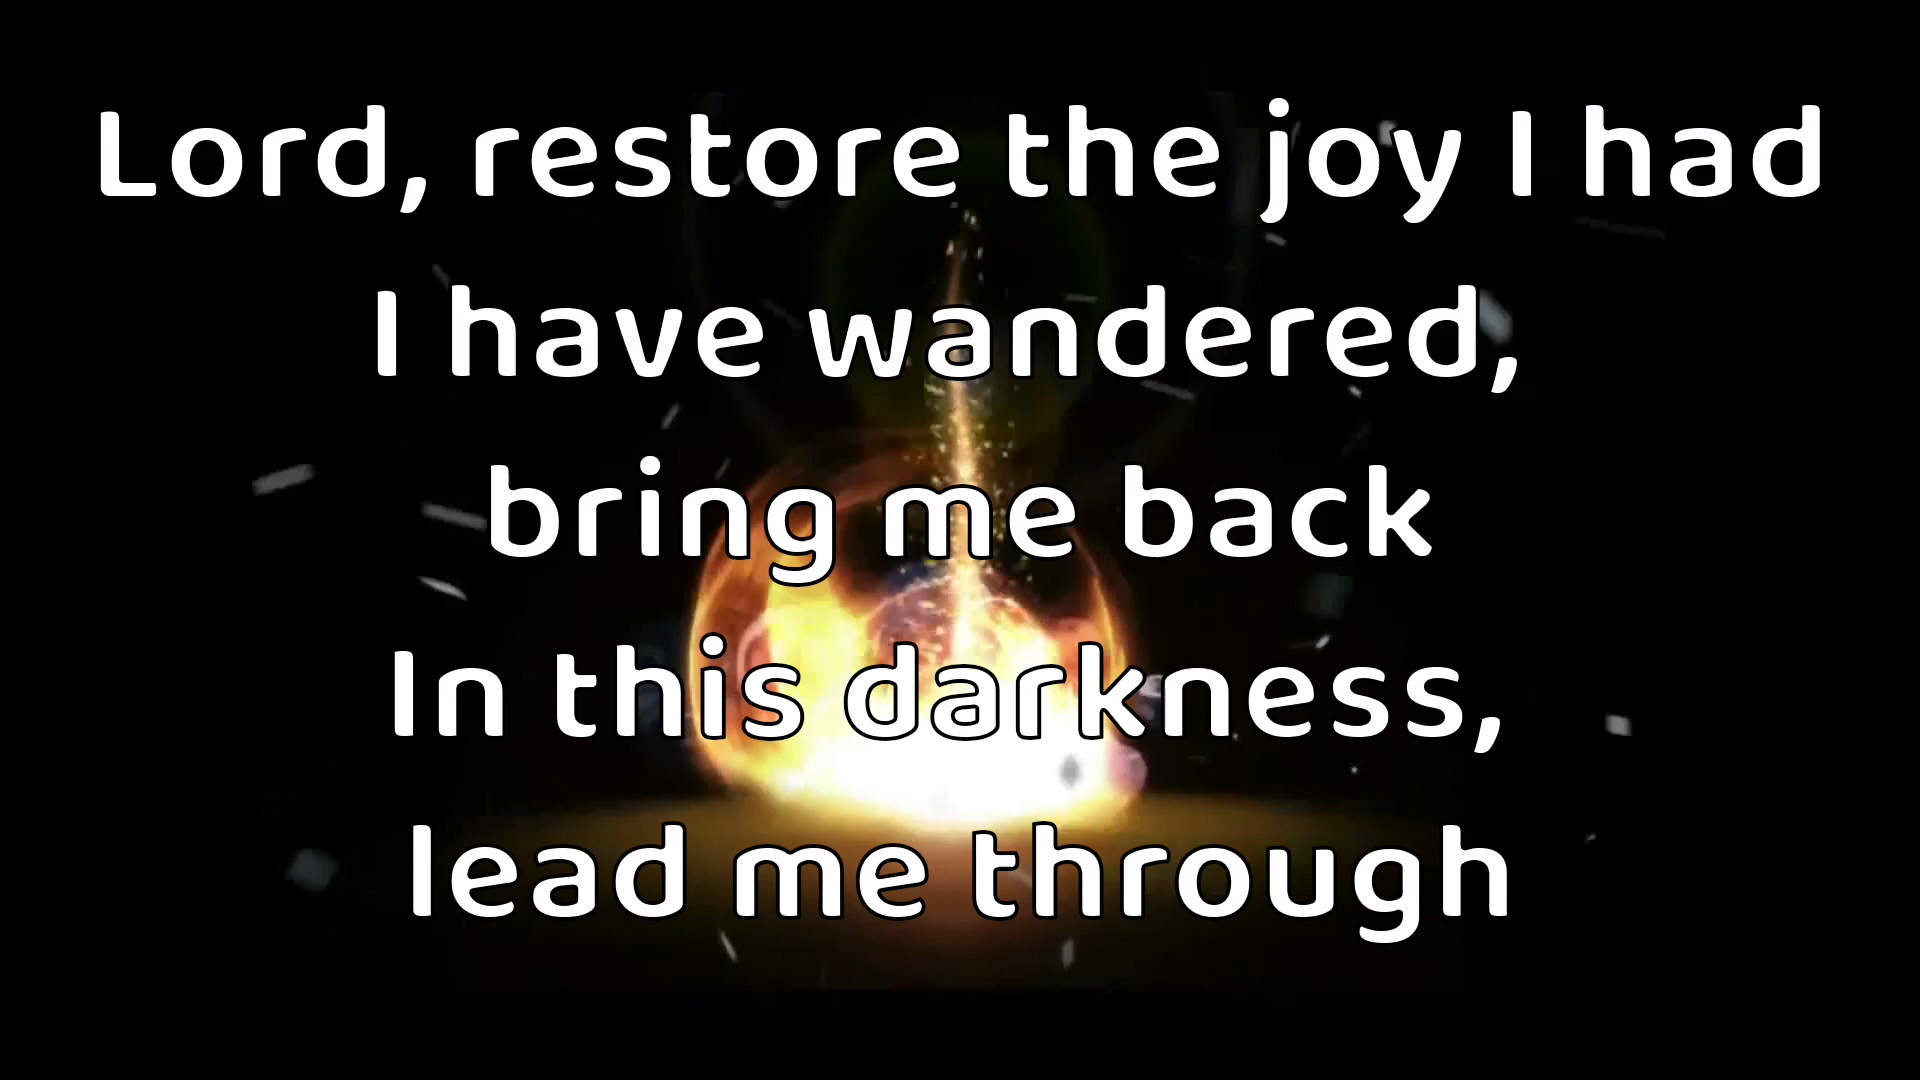 Lord, restore the joy I had
I have wandered,
bring me back
In this darkness,
lead me through